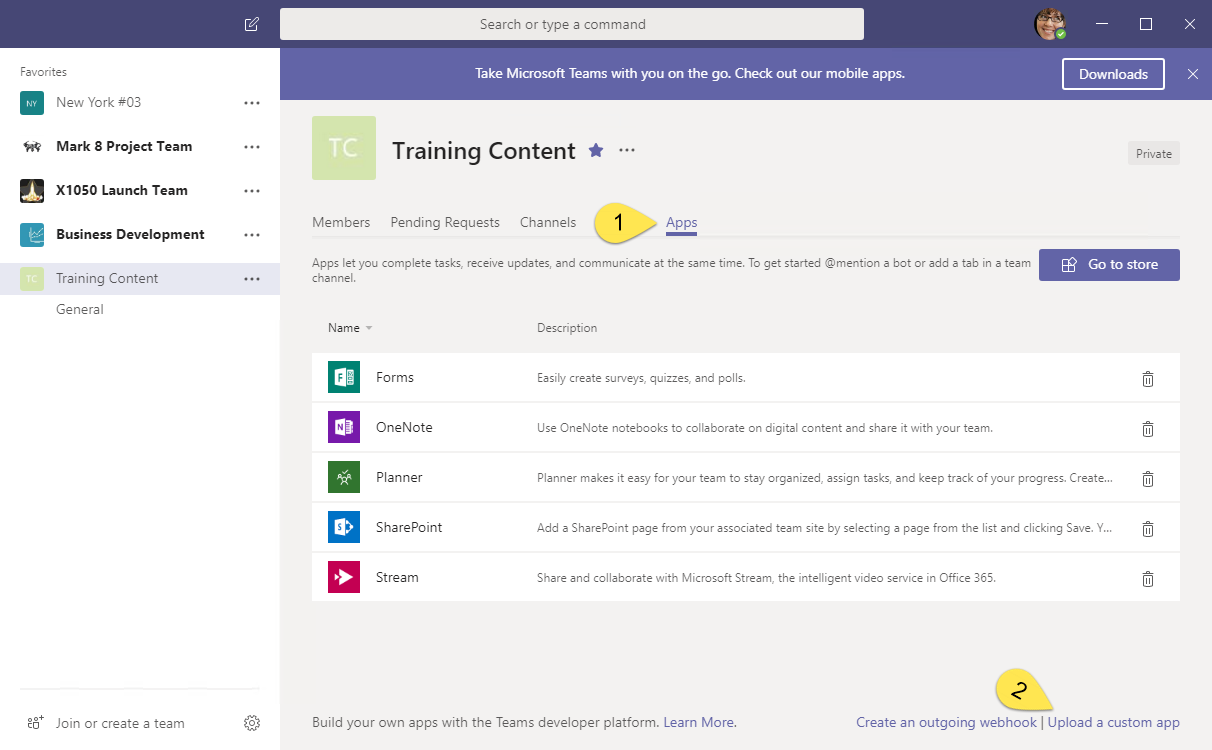 Search or type a command
Take Microsoft Teams with you on the go. Check out our mobile apps.
Downloads
Favorites
NY
New York #03
Mark 8 Project Team
X1050 Launch Team
Business Development
TC
Training Content
General
Join or create a team
TC
Training Content
Private
Members
Pending Requests
Channels
1
Apps
Apps let you complete tasks, receive updates, and communicate at the same time. To get started @mention a bot or add a tab in a team
channel.
Go to store
Name
Description
F
Forms
Easily create surveys, quizzes, and polls.
N
OneNote
Use OneNote notebooks to collaborate on digital content and share it with your team.
Planner
Planner makes it easy for your team to stay organized, assign tasks, and keep track of your progress. Create...
S
SharePoint
Add a SharePoint page from your associated team site by selecting a page from the list and clicking Save. Y...
Stream
Share and collaborate with Microsoft Stream, the intelligent video service in Office 365.
2
Build your own apps with the Teams developer platform. Learn More.
Create an outgoing webhook | Upload a custom app